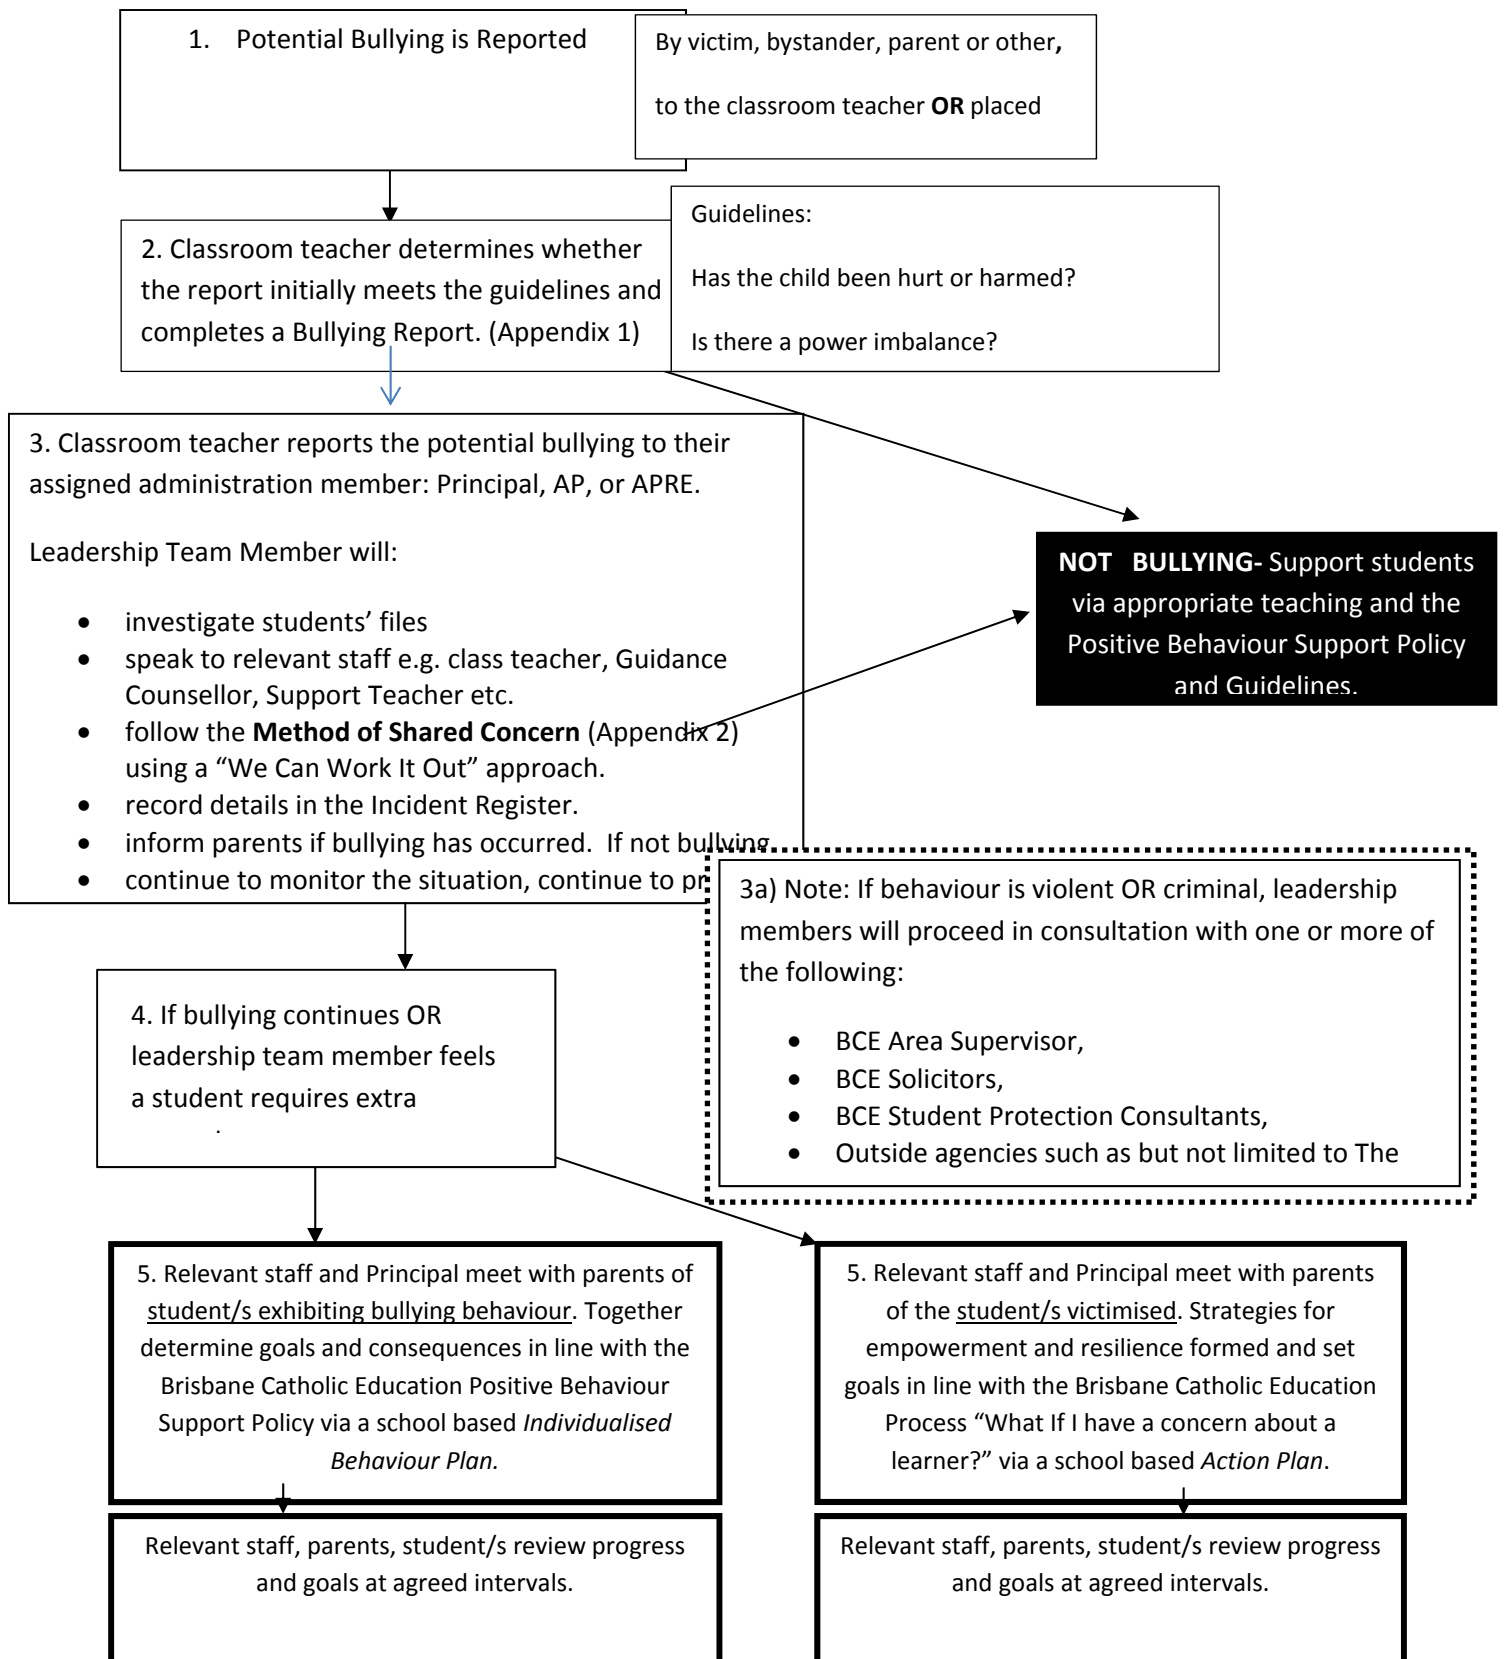 1. Potential Bullying is Reported
By victim, bystander, parent or other,
to the classroom teacher OR placed
2. Classroom teacher determines whether
the report initially meets the guidelines and
completes a Bullying Report. (Appendix 1)
Guidelines:
Has the child been hurt or harmed?
Is there a power imbalance?
3. Classroom teacher reports the potential bullying to their
assigned administration member: Principal, AP, or APRE.
Leadership Team Member will:
• investigate students’ files
• speak to relevant staff e.g. class teacher, Guidance
Counsellor, Support Teacher etc.
• follow the Method of Shared Concern (Appendix 2)
using a “We Can Work It Out” approach.
• record details in the Incident Register.
• inform parents if bullying has occurred.  If not bullying
• continue to monitor the situation, continue to pr
NOT BULLYING- Support students
via appropriate teaching and the
Positive Behaviour Support Policy
and Guidelines.
3a) Note: If behaviour is violent OR criminal, leadership
members will proceed in consultation with one or more of
the following:
• BCE Area Supervisor,
• BCE Solicitors,
• BCE Student Protection Consultants,
• Outside agencies such as but not limited to The
4. If bullying continues OR
leadership team member feels
a student requires extra
5. Relevant staff and Principal meet with parents of
student/s exhibiting bullying behaviour. Together
determine goals and consequences in line with the
Brisbane Catholic Education Positive Behaviour
Support Policy via a school based Individualised
Behaviour Plan.
5. Relevant staff and Principal meet with parents
of the student/s victimised. Strategies for
empowerment and resilience formed and set
goals in line with the Brisbane Catholic Education
Process “What If I have a concern about a
learner?” via a school based Action Plan.
Relevant staff, parents, student/s review progress
and goals at agreed intervals.
Relevant staff, parents, student/s review progress
and goals at agreed intervals.